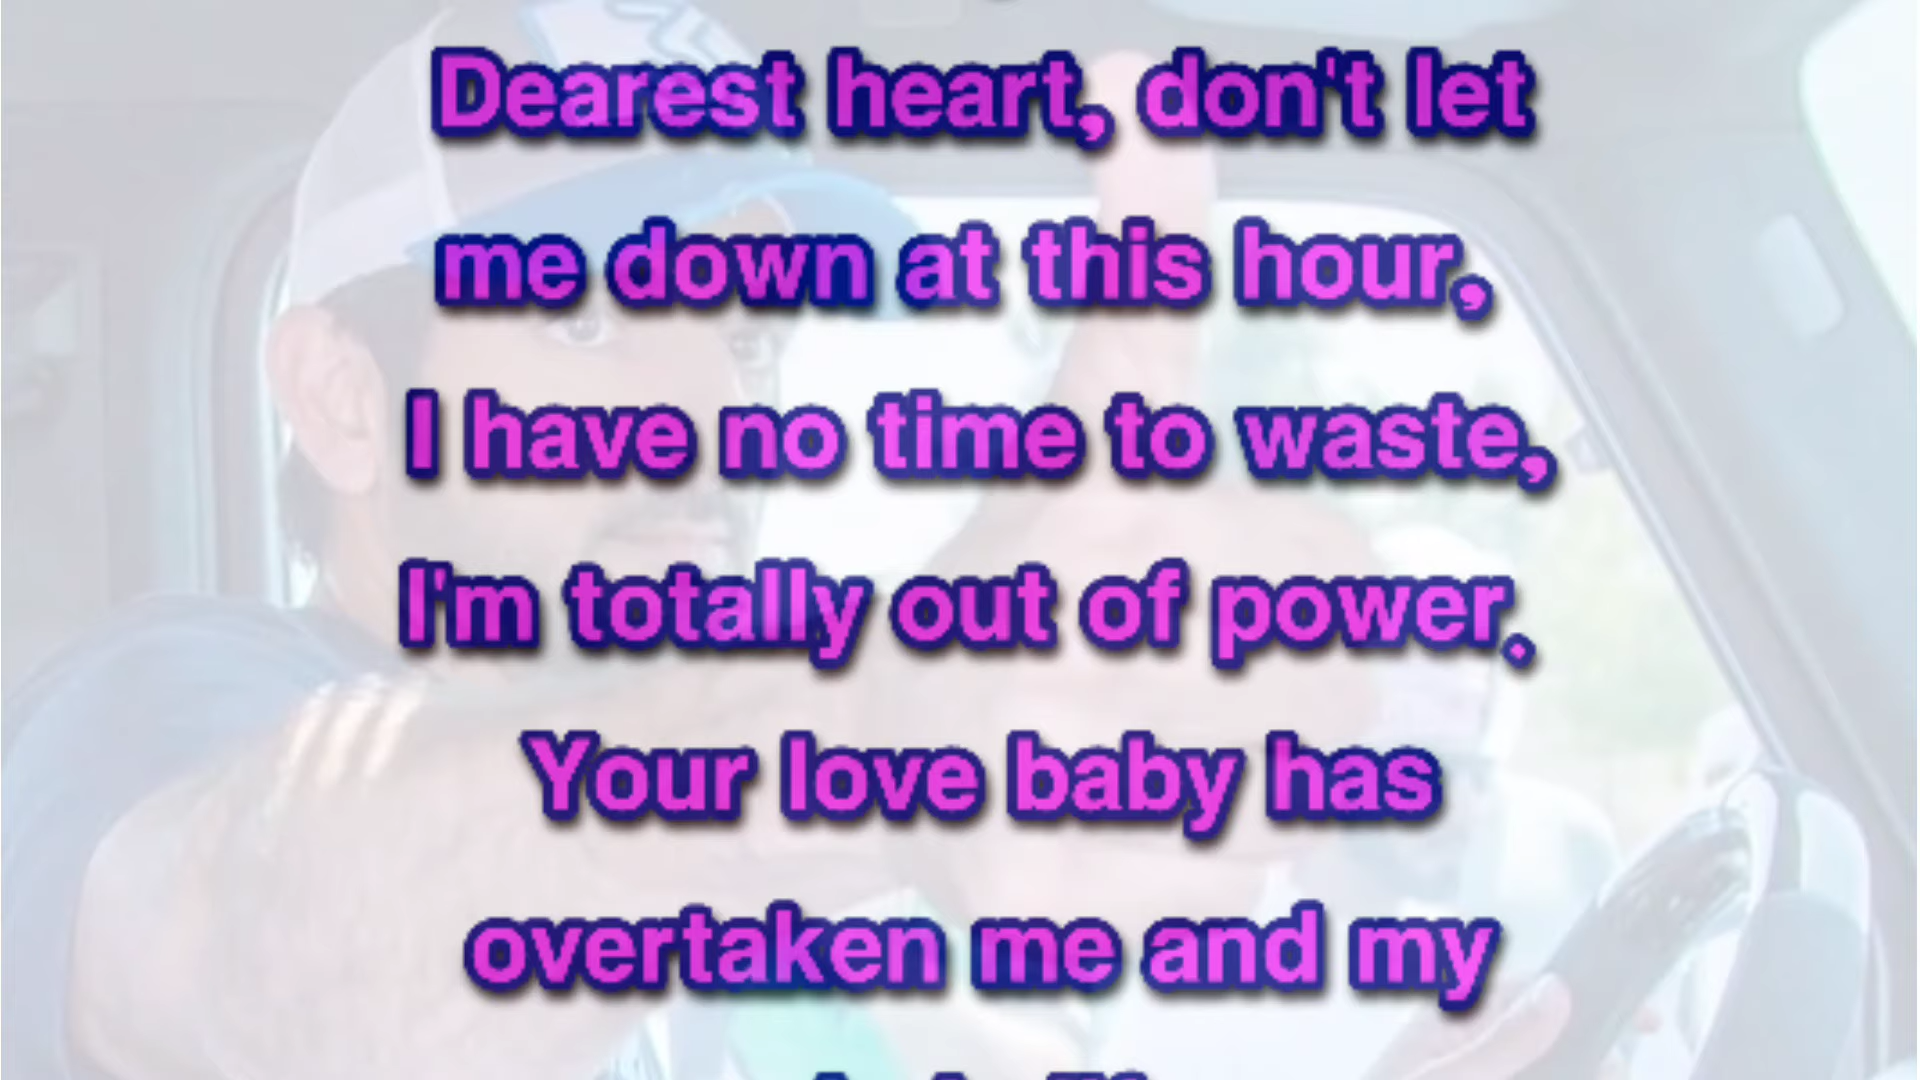 Dearest heart, don't let
me down at this hour,
I have no time to waste,
I'm totally out of power.
Your love baby has
overtaken me and my